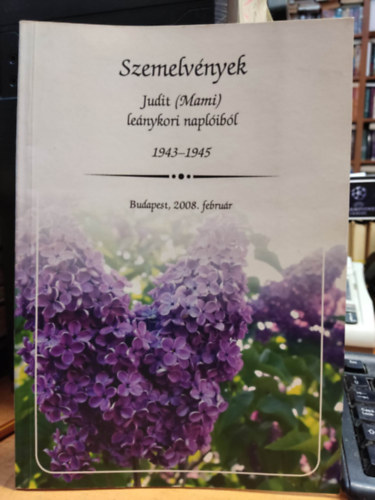 Szemelvények
Judit (Mami)
leánykori naplóiból
1943–1945
Budapest, 2008. február